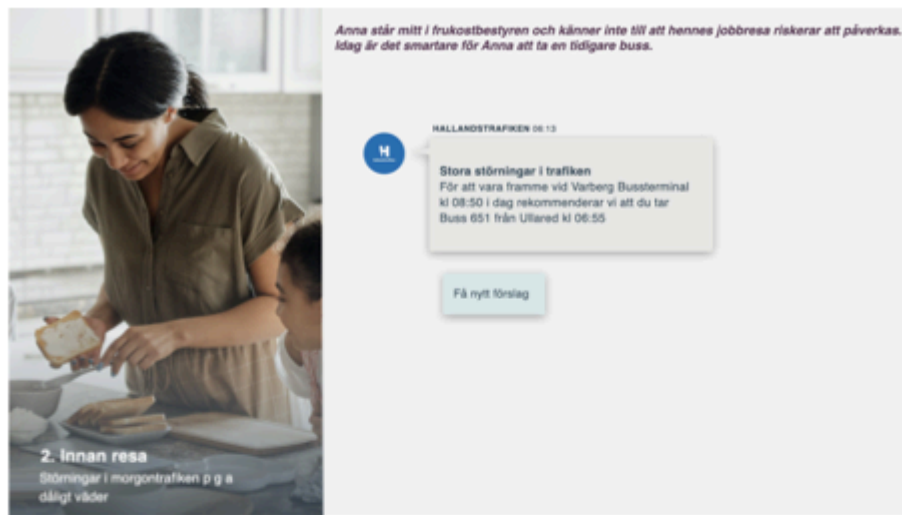 Anna står mitt i frukostbestyren och känner inte till att hennes jobbresa riskerar att påverkas.
Idag är det smartare för Anna att ta en tidigare buss.
HALLANDSTRAFIKEN 06:13
Stora störningar i trafiken
För att vara framme vid Varberg Bussterminal
kl 08:50 i dag rekommenderar vi att du tar
Buss 651 från Ullared kl 06:55
Få nytt förslag
2. Innan resa
Störningar i morgontrafiken p g a
dåligt väder